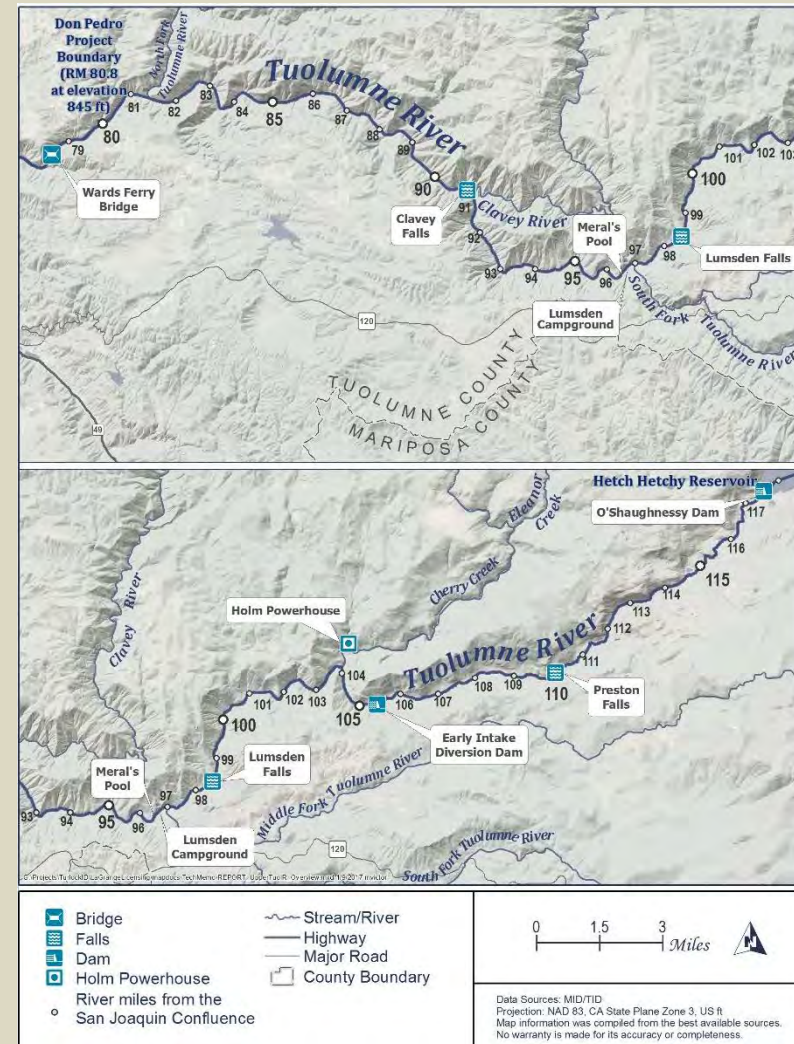 Don Pedro
Project
Boundary
(RM 80.8
at elevation
845 ft)
North Fork
Tuolumne River
Tuolumne River
79
80
81
82
83
84
85
86
87
88
89
90
91
92
93
94
95
96
97
98
99
100
101
102
103
Wards Ferry
Bridge
Clavey
Falls
Clavey River
Meral's
Pool
Lumsden Falls
Lumsden
Campground
South Fork
Tuolumne River
120
49
TUOLUMNE COUNTY
MARIPOSA COUNTY
Hetch Hetchy Reservoir
O'Shaughnessy Dam
Eleanor
Creek
Cherry Creek
Clavey River
Holm Powerhouse
Tuolumne River
Preston
Falls
Early Intake
Diversion Dam
Lumsden
Falls
Meral's
Pool
Lumsden
Campground
Middle Fork Tuolumne River
South Fork Tuolumne River
120
93
94
95
96
97
98
99
100
101
102
103
104
105
106
107
108
109
110
111
112
113
114
115
116
117
Bridge
Falls
Dam
Holm Powerhouse
River miles from the
San Joaquin Confluence
Stream/River
Highway
Major Road
County Boundary
0 1.5 3
Miles
N
Data Sources: MID/TID
Projection: NAD 83, CA State Plane Zone 3, US ft
Map information was compiled from the best available sources.
No warranty is made for its accuracy or completeness.